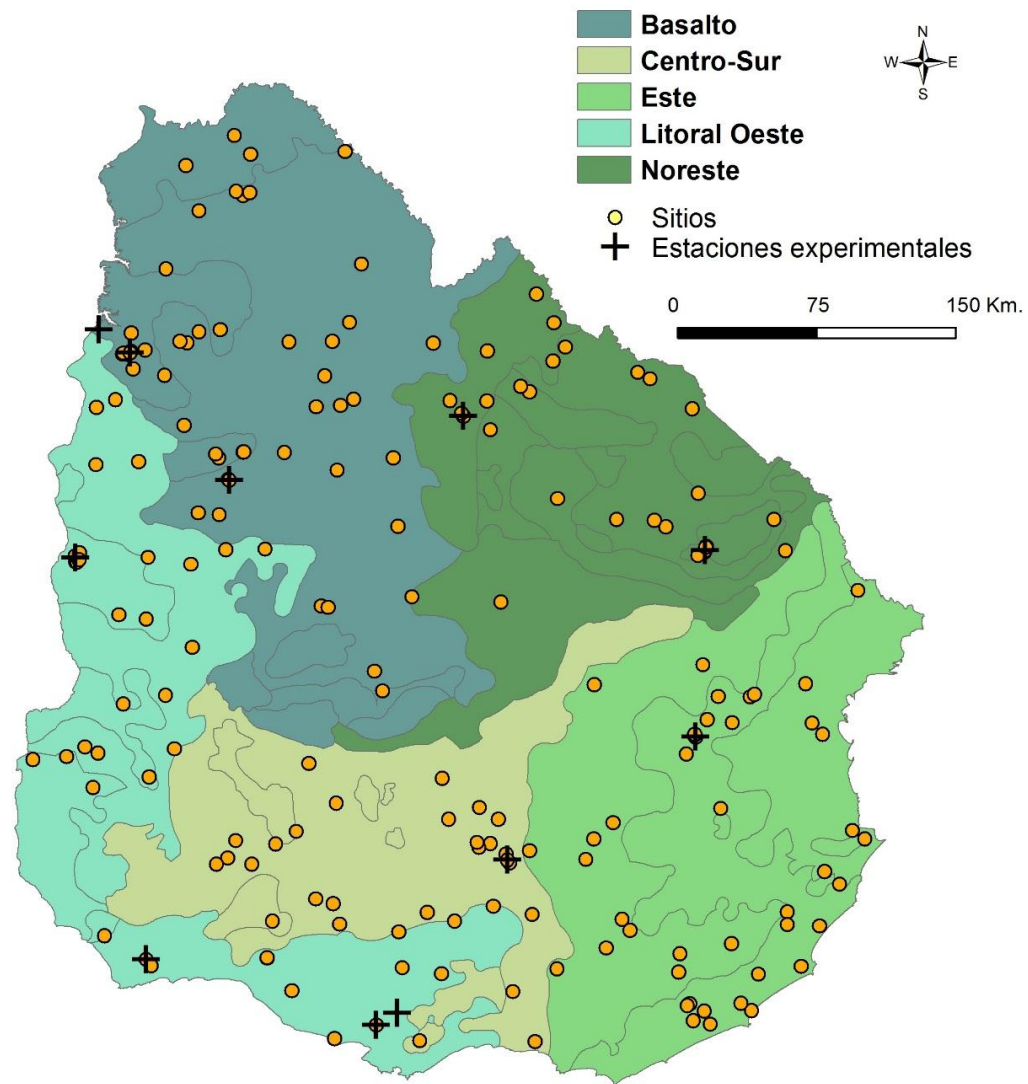 Basalto
Centro-Sur
Este
Litoral Oeste
Noreste
N
W E
S
Sitios
Estaciones experimentales
0 75 150 Km.